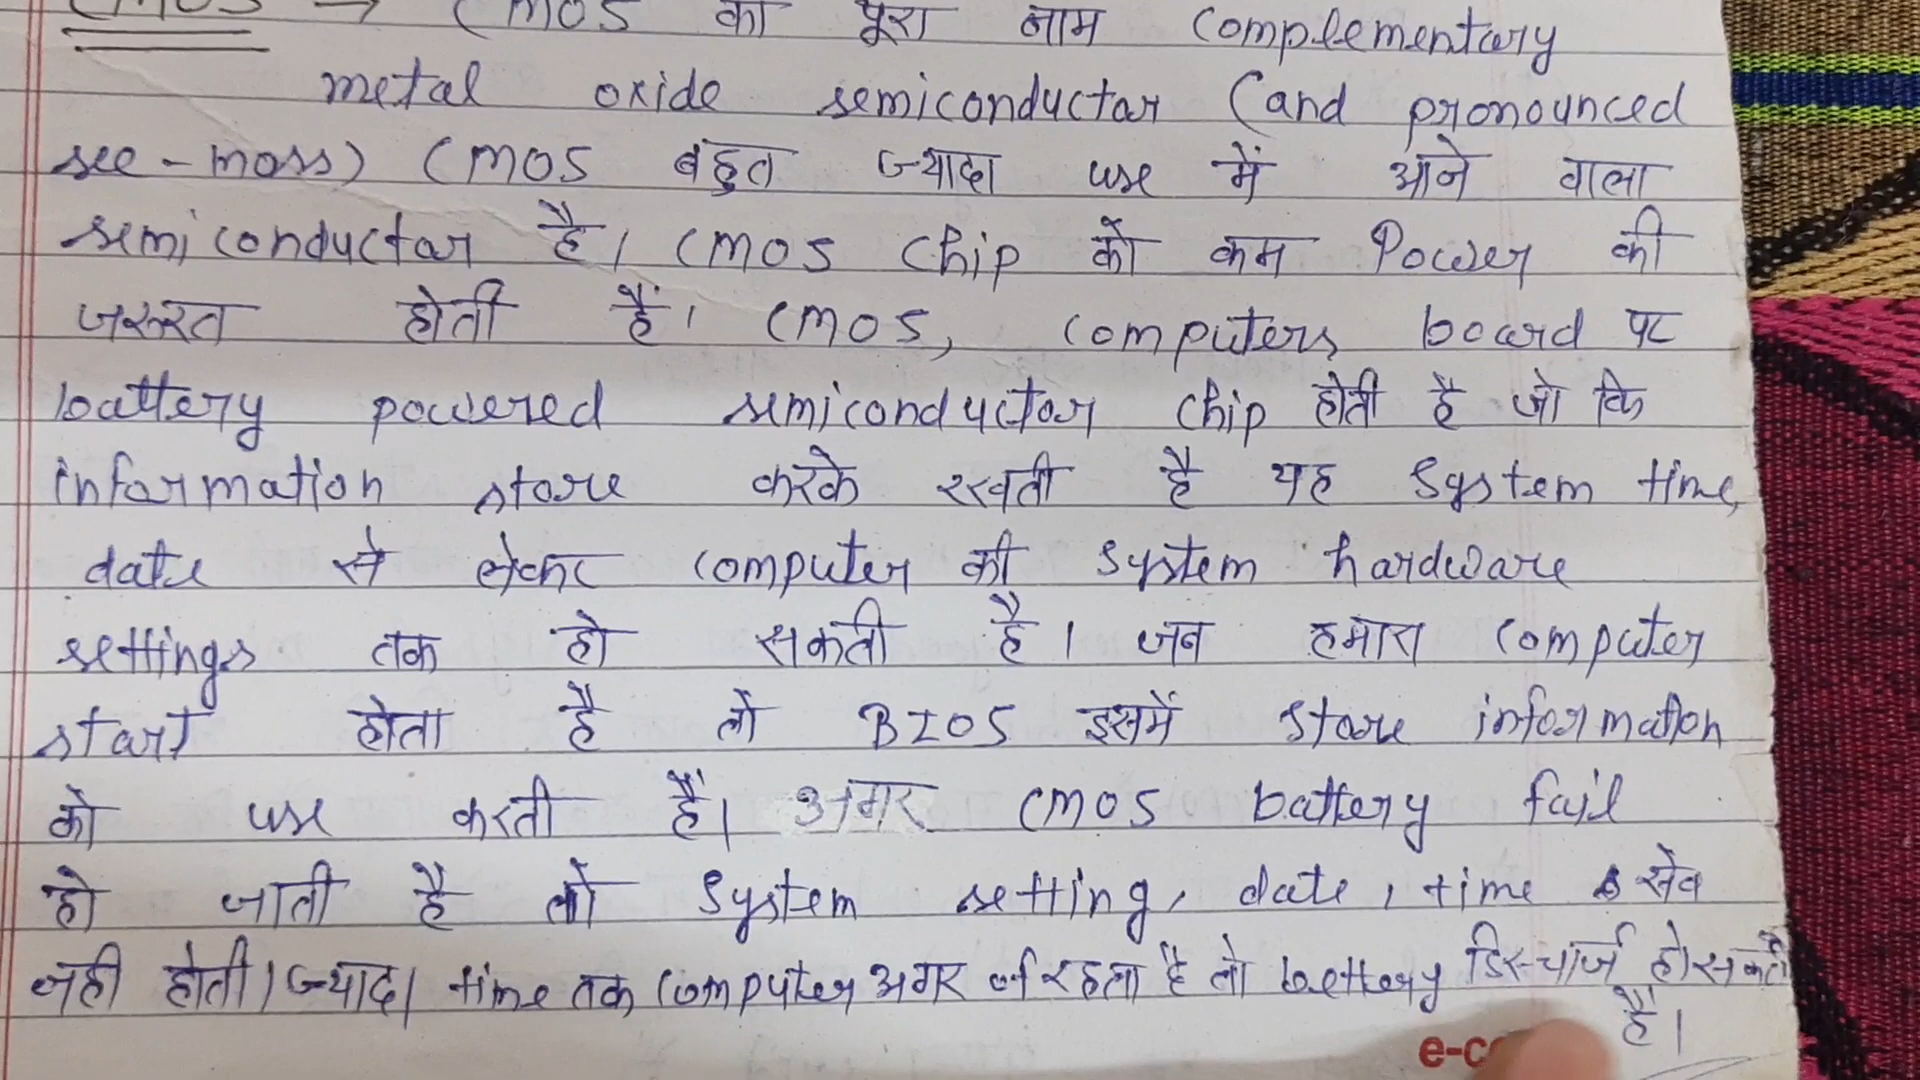 CMOS → CMOS का पूरा नाम Complementary
metal oxide semiconductor (and pronounced
see-moss) CMOS बहुत ज्यादा use में आने वाला
semiconductor है। CMOS Chip को कम Power की
जरूरत होती हैं। CMOS, Computers board पर
battery powered semiconductor Chip होती है जो कि
information store करके रखती है यह System time,
date से लेकर Computer की System hardware
settings तक हो सकती है। जब हमारा Computer
start होता है तो BIOS इसमें Store information
को use करती हैं। अगर CMOS battery fail
हो जाती है तो System setting, date, time सेव
नही होती। ज्यादा time तक Computer अगर ऑफ रहता है तो bettery डिस्चार्ज हो सकती
है।